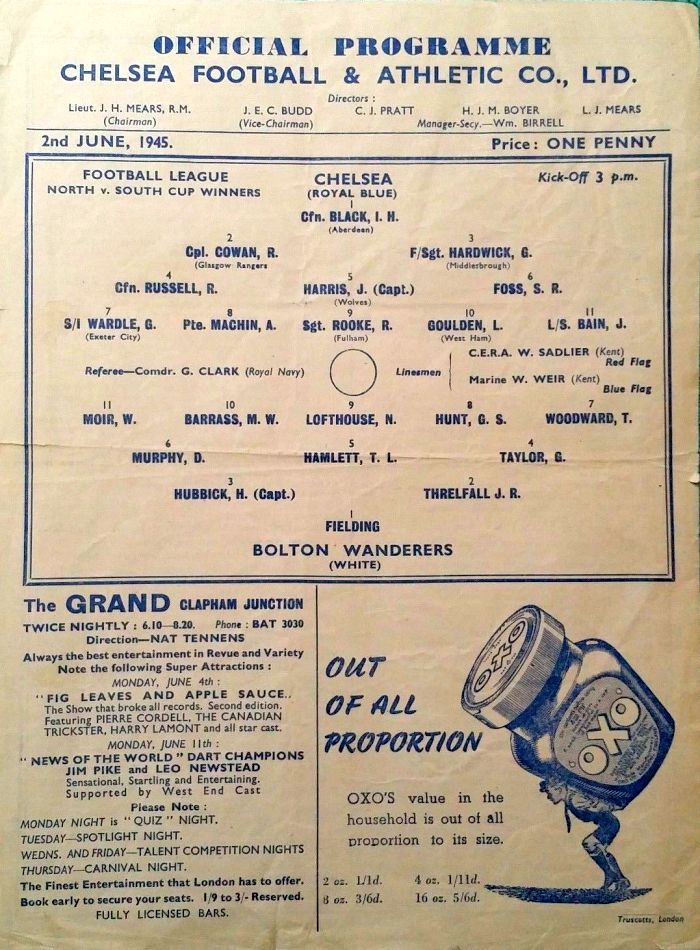 OFFICIAL PROGRAMME
CHELSEA FOOTBALL & ATHLETIC CO., LTD.
Directors :
Lieut. J. H. MEARS, R.M. J. E. C. BUDD C. J. PRATT H. J. M. BOYER L. J. MEARS
(Chairman) (Vice-Chairman) Manager-Secy.—Wm. BIRRELL
2nd JUNE, 1945. Price: ONE PENNY
FOOTBALL LEAGUE CHELSEA Kick-Off 3 p.m.
NORTH v. SOUTH CUP WINNERS (ROYAL BLUE)
1
Cfn. BLACK, I. H.
(Aberdeen)
2 3
Cpl. COWAN, R. F/Sgt. HARDWICK, G.
(Glasgow Rangers (Middlesbrough)
4 5 6
Cfn. RUSSELL, R. HARRIS, J. (Capt.) FOSS, S. R.
(Wolves)
7 8 9 10 11
S/I WARDLE, G. Pte. MACHIN, A. Sgt. ROOKE, R. GOULDEN, L. L/S. BAIN, J.
(Exeter City) (Fulham) (West Ham)
Referee—Comdr. G. CLARK (Royal Navy) Linesmen C.E.R.A. W. SADLIER (Kent)
Red Flag
Marine W. WEIR (Kent)
Blue Flag
11 10 9 8 7
MOIR, W. BARRASS, M. W. LOFTHOUSE, N. HUNT, G. S. WOODWARD, T.
6 5 4
MURPHY, D. HAMLETT, T. L. TAYLOR, G.
3 2
HUBBICK, H. (Capt.) THRELFALL J. R.
1
FIELDING
BOLTON WANDERERS
(WHITE)
The GRAND CLAPHAM JUNCTION
TWICE NIGHTLY : 6.10—8.20. Phone : BAT 3030
Direction—NAT TENNENS
Always the best entertainment in Revue and Variety
Note the following Super Attractions :
MONDAY, JUNE 4th :
"FIG LEAVES AND APPLE SAUCE..
The Show that broke all records. Second edition.
Featuring PIERRE CORDELL, THE CANADIAN
TRICKSTER, HARRY LAMONT and all star cast.
MONDAY, JUNE 11th :
"NEWS OF THE WORLD" DART CHAMPIONS
JIM PIKE and LEO NEWSTEAD
Sensational, Startling and Entertaining.
Supported by West End Cast
Please Note :
MONDAY NIGHT is "QUIZ" NIGHT.
TUESDAY—SPOTLIGHT NIGHT.
WEDNS. AND FRIDAY—TALENT COMPETITION NIGHTS
THURSDAY—CARNIVAL NIGHT.
The Finest Entertainment that London has to offer.
Book early to secure your seats. 1/9 to 3/- Reserved.
FULLY LICENSED BARS.
OUT
OF ALL
PROPORTION
OXO
OXO
OXO'S value in the
household is out of all
proportion to its size.
2 oz. 1/1d. 4 oz. 1/11d.
8 oz. 3/6d. 16 oz. 5/6d.
Truscotts, London